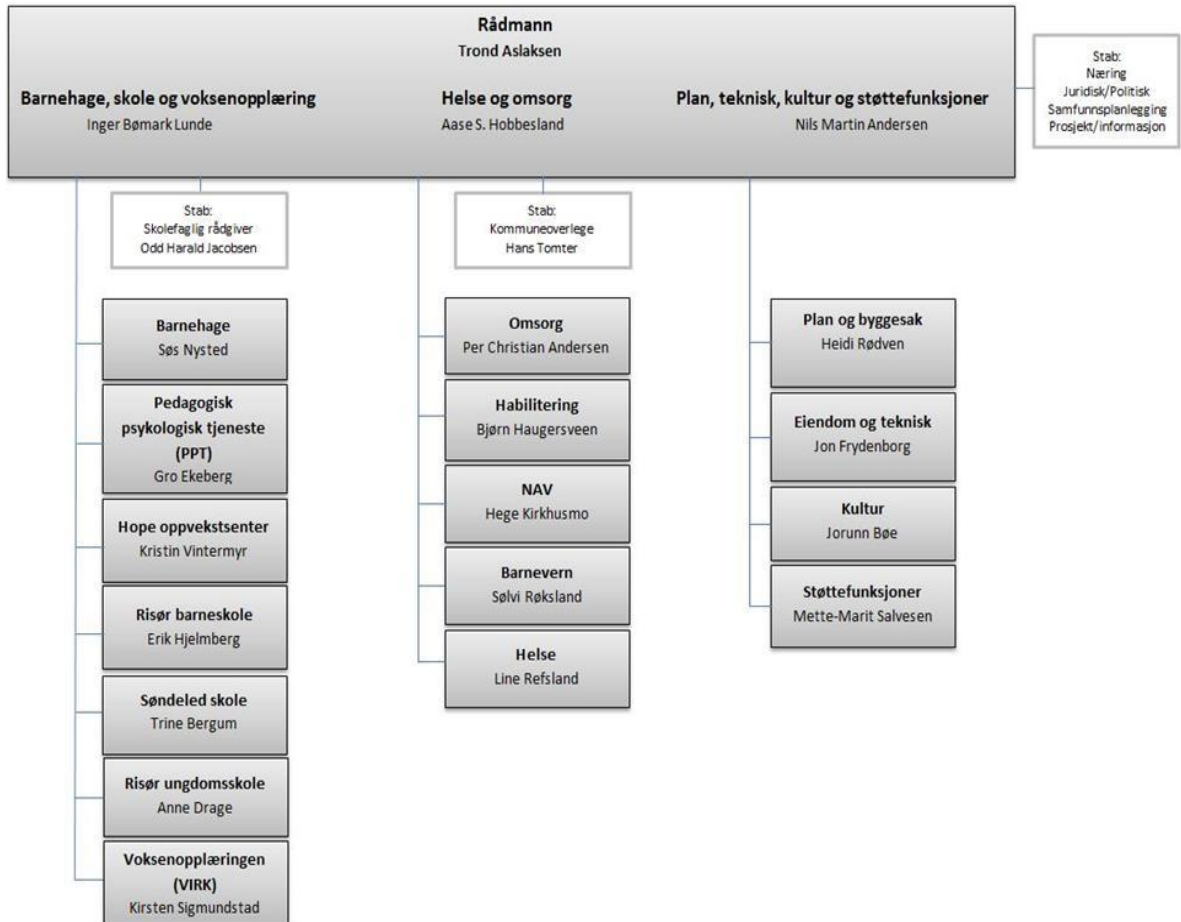 Rådmann
Trond Aslaksen
Barnehage, skole og voksenopplæring
Inger Bømark Lunde
Helse og omsorg
Aase S. Hobbesland
Plan, teknisk, kultur og støttefunksjoner
Nils Martin Andersen
Stab:
Næring
Juridisk/Politisk
Samfunnsplanlegging
Prosjekt/informasjon
Stab:
Skolefaglig rådgiver
Odd Harald Jacobsen
Barnehage
Søs Nysted
Pedagogisk
psykologisk tjeneste
(PPT)
Gro Ekeberg
Hope oppvekstsenter
Kristin Vintermyr
Risør barneskole
Erik Hjelmberg
Søndeled skole
Trine Bergum
Risør ungdomsskole
Anne Drage
Voksenopplæringen
(VIRK)
Kirsten Sigmundstad
Stab:
Kommuneoverlege
Hans Tomter
Omsorg
Per Christian Andersen
Habilitering
Bjørn Haugersveen
NAV
Hege Kirkhusmo
Barnevern
Sølvi Røksland
Helse
Line Refsland
Plan og byggesak
Heidi Rødven
Eiendom og teknisk
Jon Frydenborg
Kultur
Jorunn Bøe
Støttefunksjoner
Mette-Marit Salvesen